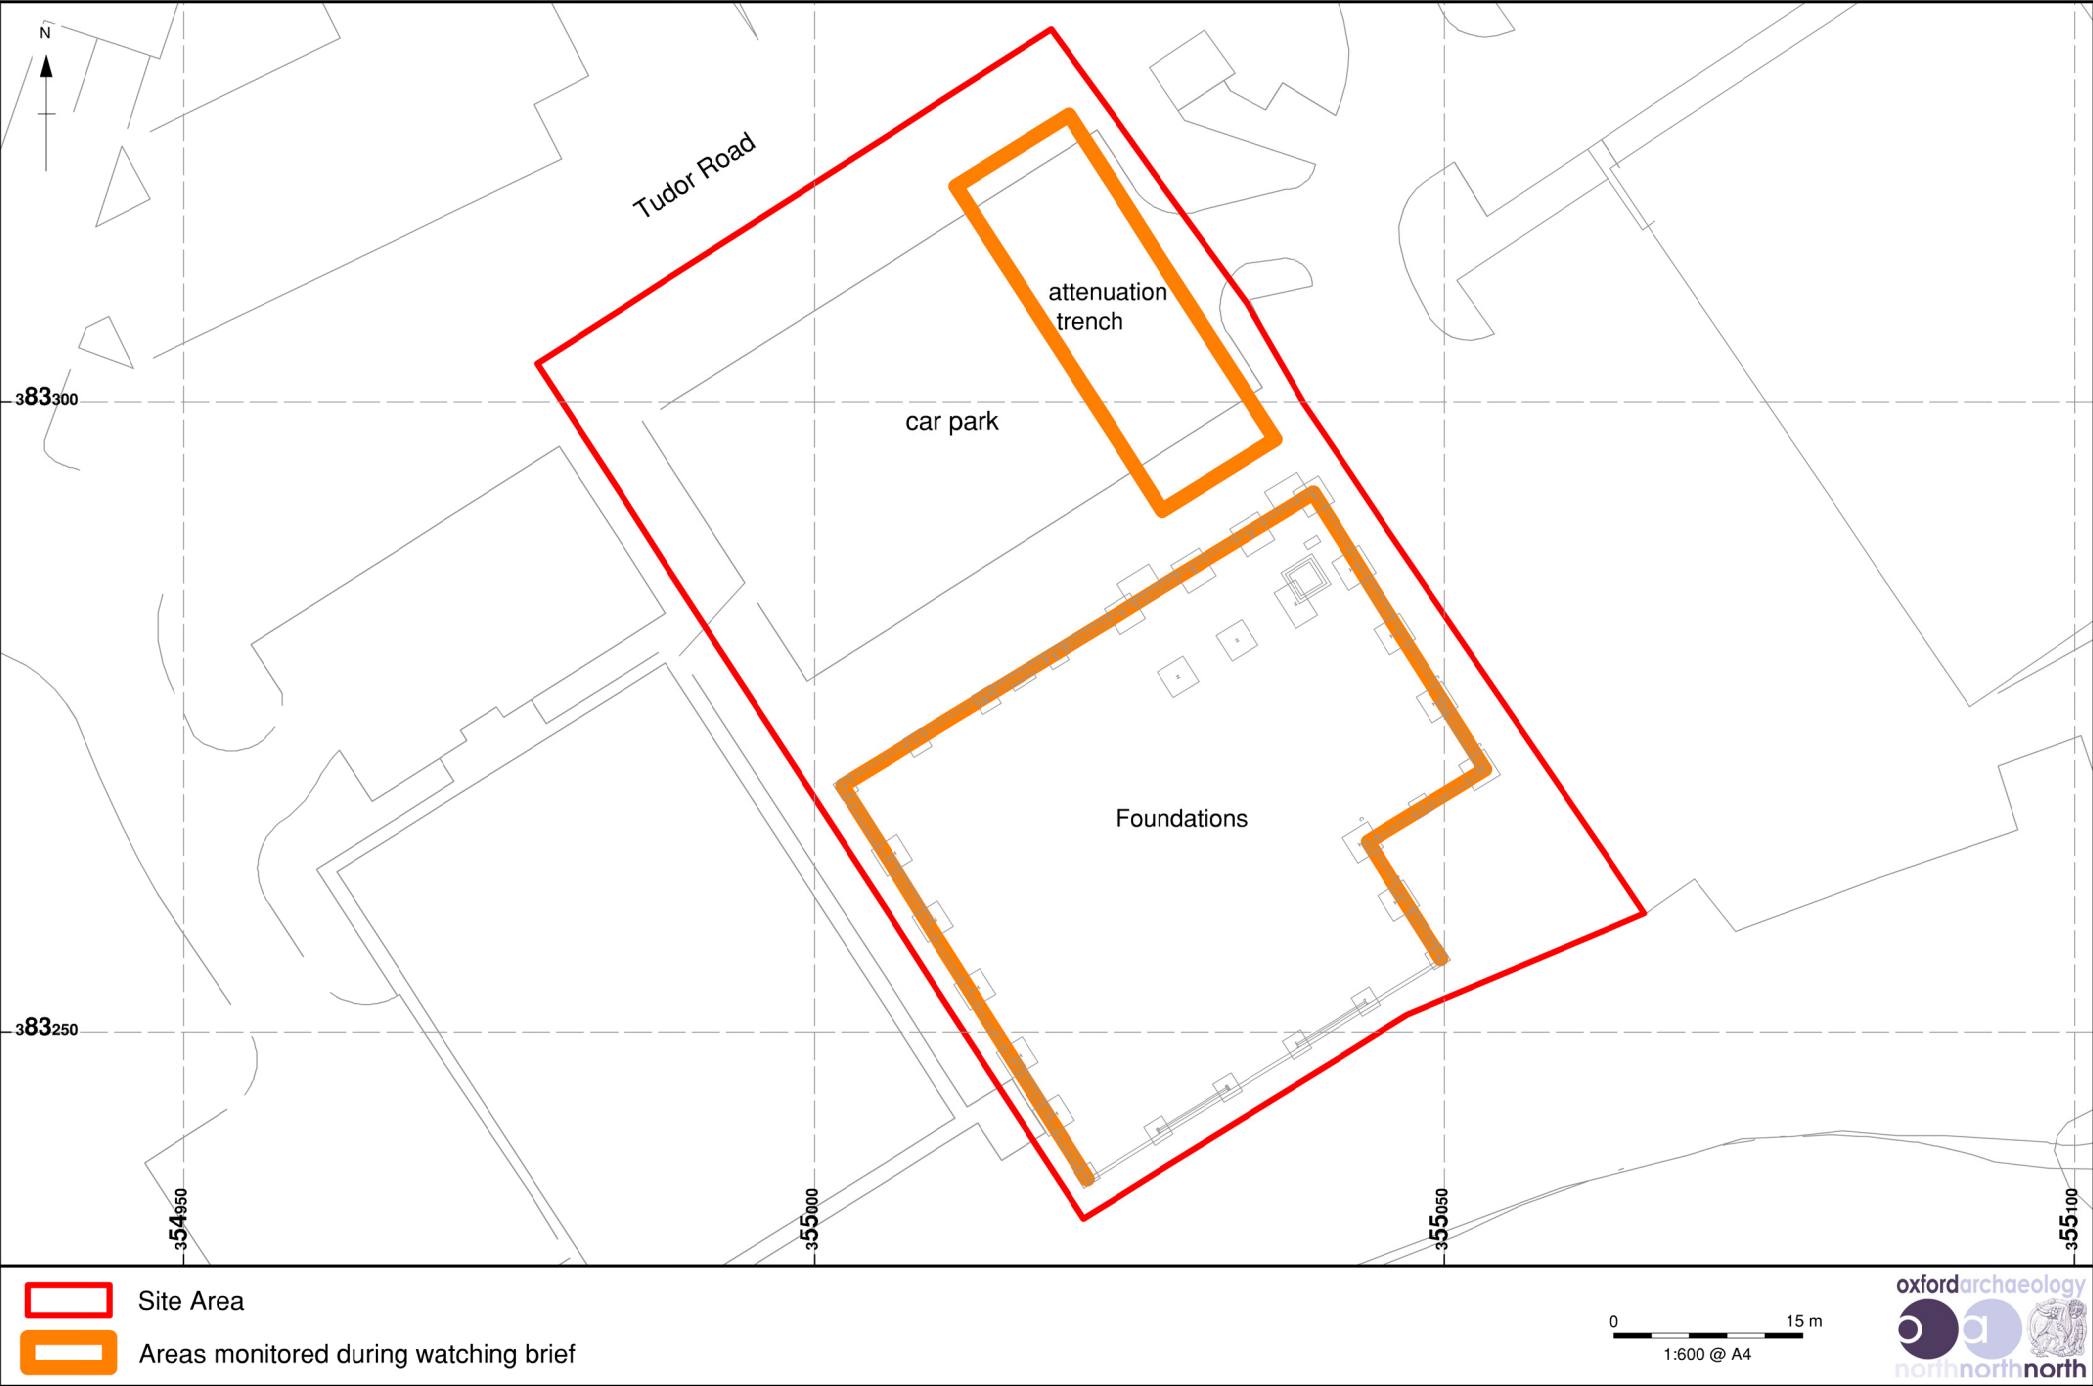 N
Tudor Road
attenuation
trench
383300
car park
Foundations
383250
354950
355000
355050
355100
Site Area
Areas monitored during watching brief
0 15 m
1:600 @ A4
oxfordarchaeology
oa
northnorthnorth